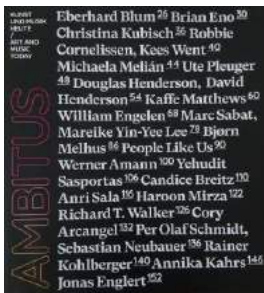 KUNST
UND MUSIK
HEUTE
/
ART AND
MUSIC
TODAY
AMBITUS
Eberhard Blum 26 Brian Eno 30
Christina Kubisch 36 Robbie
Cornelissen, Kees Went 40
Michaela Melián 44 Ute Pleuger
48 Douglas Henderson, David
Henderson 54 Kaffe Matthews 60
William Engelen 68 Marc Sabat,
Mareike Yin-Yee Lee 78 Bjørn
Melhus 86 People Like Us 90
Werner Amann 100 Yehudit
Sasportas 106 Candice Breitz 110
Anri Sala 116 Haroon Mirza 122
Richard T. Walker 126 Cory
Arcangel 132 Per Olaf Schmidt,
Sebastian Neubauer 136 Rainer
Kohlberger 140 Annika Kahrs 146
Jonas Englert 152